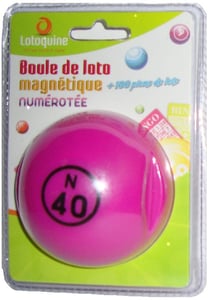 Lotoquine
Boule de loto
magnétique + 100 pions de loto
NUMÉROTÉE
N
40